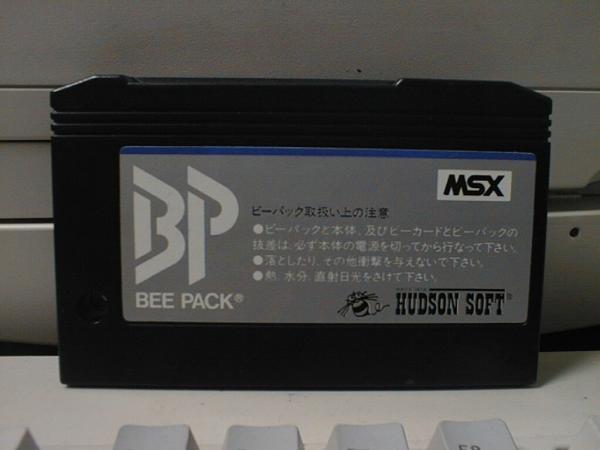 MSX
BP
BEE PACK®
ビーパック取扱い上の注意
●ビーパックと本体、及びビーカードとビーパックの
抜差は、必ず本体の電源を切ってから行なって下さい。
●落としたり、その他衝撃を与えないで下さい。
●熱、水分、直射日光をさけて下さい。
HUDSON SOFT®